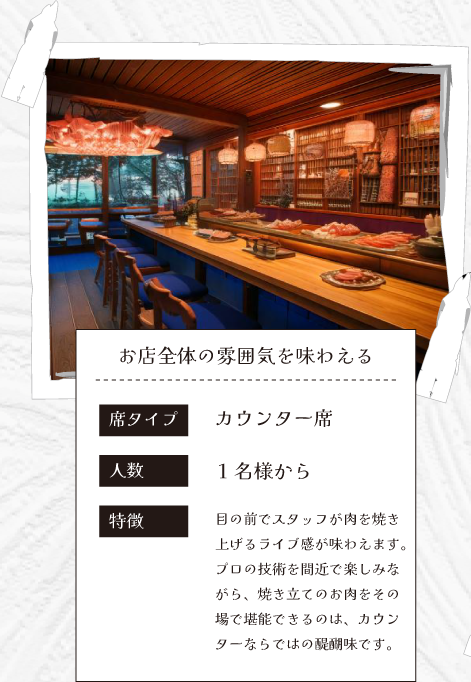 お店全体の雰囲気を味わえる
席タイプ
カウンター席
人数
1名様から
特徴
目の前でスタッフが肉を焼き
上げるライブ感が味わえます。
プロの技術を間近で楽しみな
がら、焼き立てのお肉をその
場で堪能できるのは、カウン
ターならではの醍醐味です。